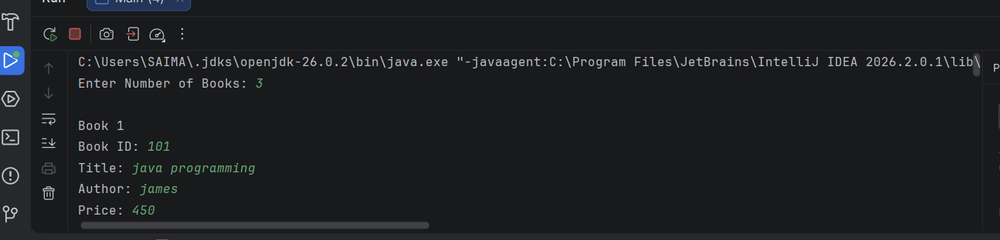 Run
Main (4)
C:\Users\SAIMA\.jdks\openjdk-26.0.2\bin\java.exe "-javaagent:C:\Program Files\JetBrains\IntelliJ IDEA 2026.2.0.1\lib\
Enter Number of Books: 3
Book 1
Book ID: 101
Title: java programming
Author: james
Price: 450